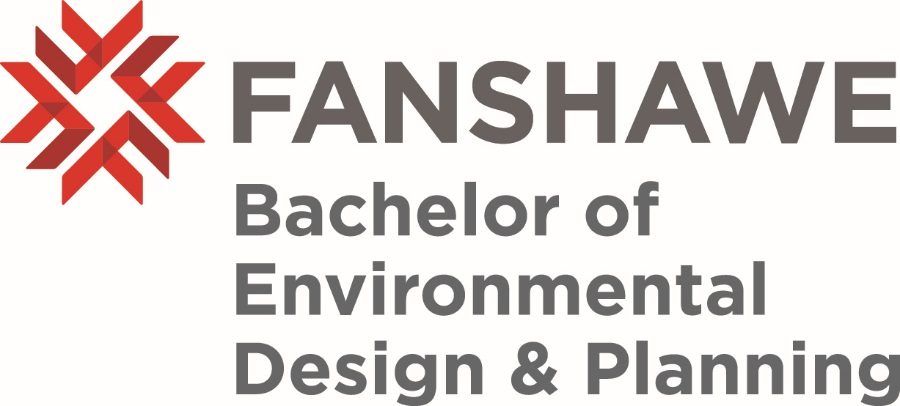 FANSHAWE
Bachelor of
Environmental
Design & Planning